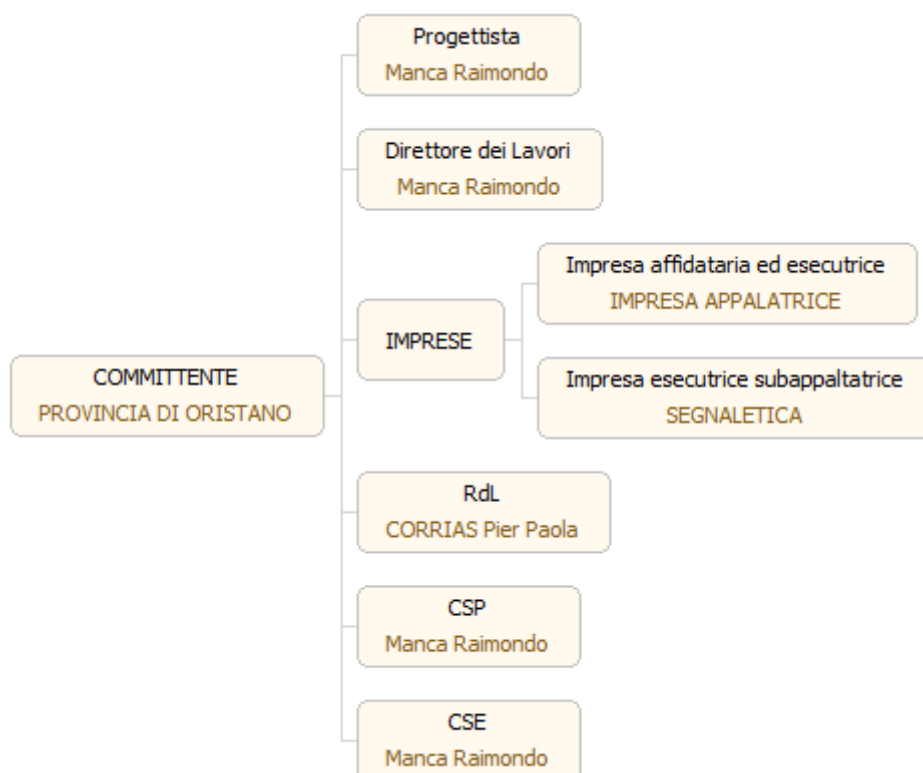 Progettista
Manca Raimondo
Direttore dei Lavori
Manca Raimondo
Impresa affidataria ed esecutrice
IMPRESA APPALATRICE
IMPRESE
COMMITTENTE
PROVINCIA DI ORISTANO
Impresa esecutrice subappaltatrice
SEGNALETICA
RdL
CORRIAS Pier Paola
CSP
Manca Raimondo
CSE
Manca Raimondo